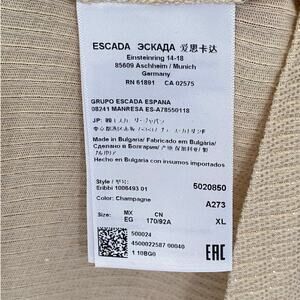 ESCADA ЭСКАДА 爱思卡达
Einsteinring 14-18
85609 Aschheim / Munich
Germany
RN 61891 CA 02575
GRUPO ESCADA ESPANA
08241 MANRESA ES-A78550118
Made in Bulgaria/ Fabricado em Bulgária/
Сделано в Болгарии/
Hecho en Bulgaria con insumos importados
Style / 型号:
Eribbi 1006493 01
5020850
Color: Champagne
A273
Size:
MX
CN
EG
170/92A
XL
500024
4500022587 00040
1 10BG0
EAC